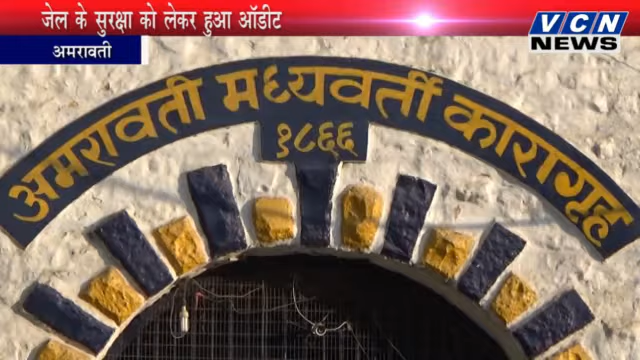 जेल के सुरक्षा को लेकर हुआ ऑडीट
अमरावती
VCN
NEWS
अमरावती मध्यवर्ती कारागृह
१८६६